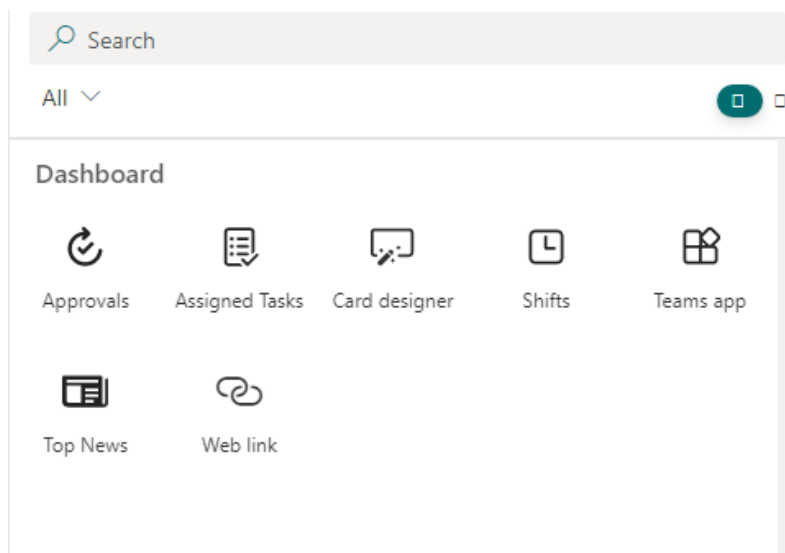 Search
All
Dashboard
Approvals Assigned Tasks Card designer Shifts Teams app
Top News Web link